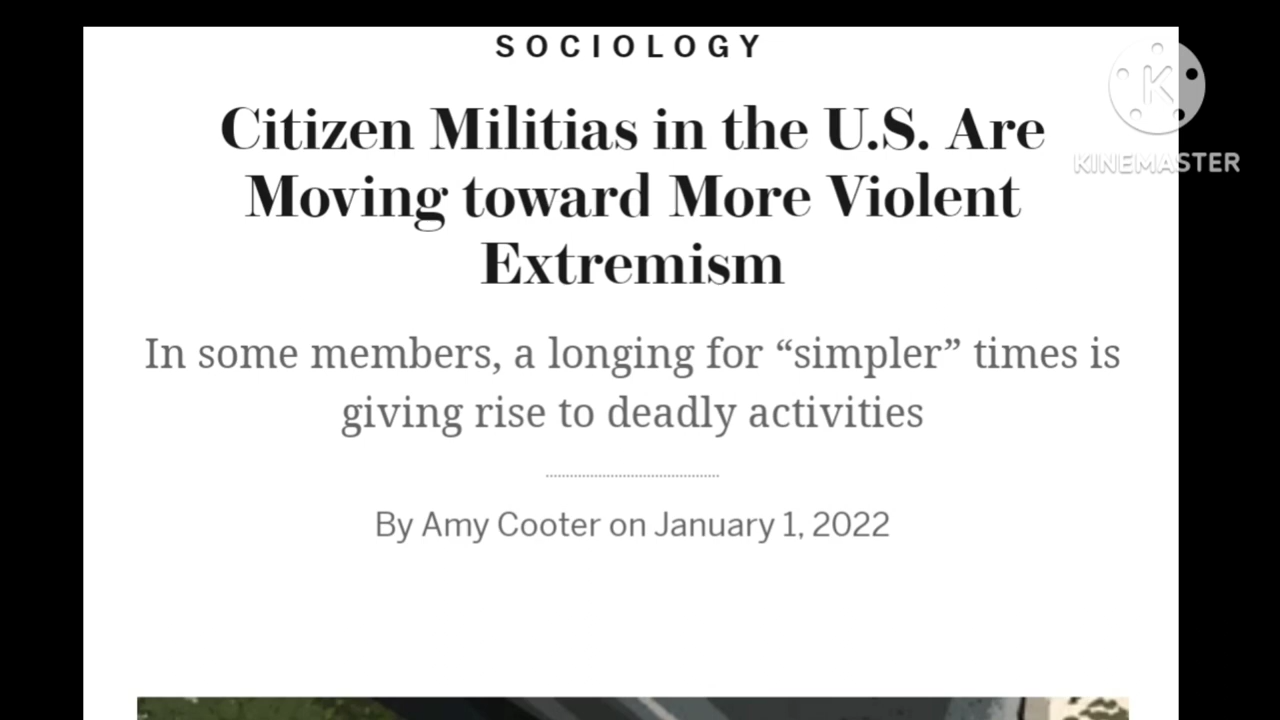 SOCIOLOGY
Citizen Militias in the U.S. Are
Moving toward More Violent
Extremism
In some members, a longing for “simpler” times is
giving rise to deadly activities
By Amy Cooter on January 1, 2022
K
KINEMASTER